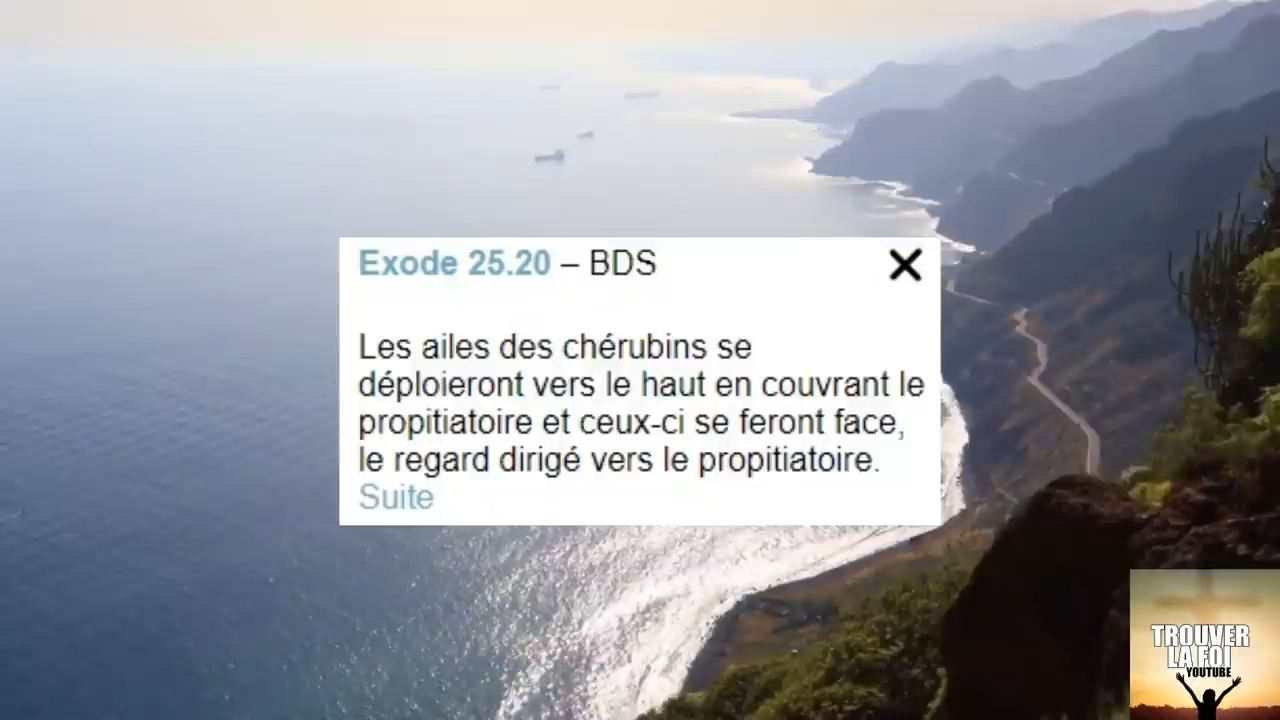 Exode 25.20 – BDS
Les ailes des chérubins se
déploieront vers le haut en couvrant le
propitiatoire et ceux-ci se feront face,
le regard dirigé vers le propitiatoire.
Suite
TROUVER
LA FOI
YOUTUBE